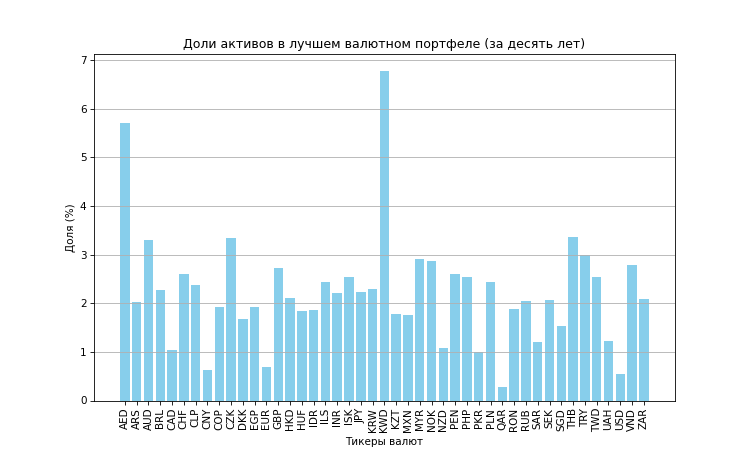 Доли активов в лучшем валютном портфеле (за десять лет)
Доля (%)
7
6
5
4
3
2
1
0
AED ARS AUD BRL CAD CHF CLP CNY COP CZK DKK EGP EUR GBP HKD HUF IDR ILS INR ISK JPY KRW KWD KZT MXN MYR NOK NZD PEN PHP PKR PLN QAR RON RUB SAR SEK SGD THB TRY TWD UAH USD VND ZAR
Тикеры валют